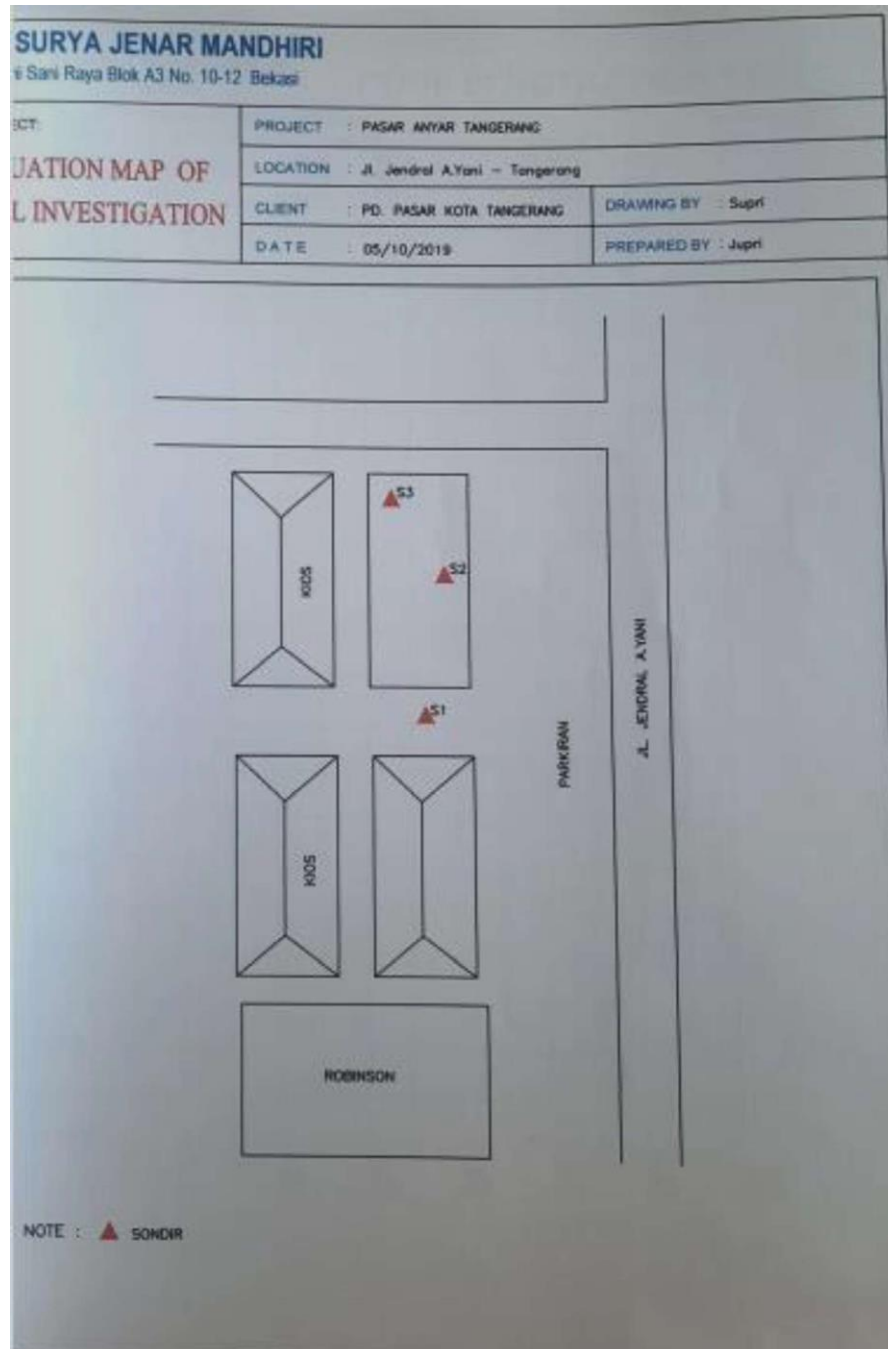 SURYA JENAR MANDHIRI
Sani Raya Blok A3 No. 10-12 Bekasi
ECT:
UATION MAP OF
L INVESTIGATION
PROJECT : PASAR ANYAR TANGERANG
LOCATION : Jl. Jendral A.Yani - Tangerang
CLIENT : PD. PASAR KOTA TANGERANG
DRAWING BY : Supri
DATE : 05/10/2019
PREPARED BY : Jupri
S3
S2
KIOS
S1
JL. JENDRAL A.YANI
PARKIRAN
KIOS
ROBINSON
NOTE : SONDIR